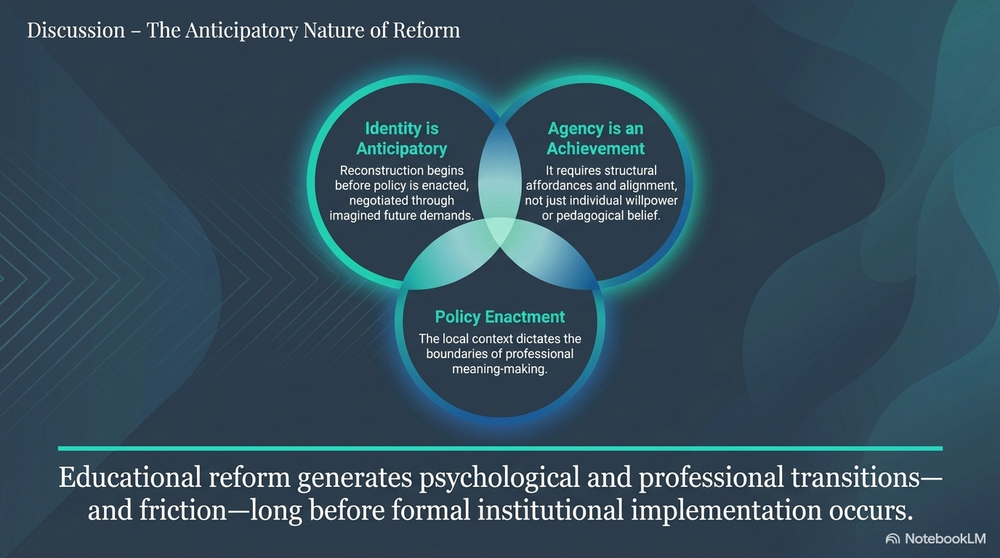 Discussion – The Anticipatory Nature of Reform
Identity is
Anticipatory
Reconstruction begins
before policy is enacted,
negotiated through
imagined future demands.
Agency is an
Achievement
It requires structural
affordances and alignment,
not just individual willpower
or pedagogical belief.
Policy Enactment
The local context dictates the
boundaries of professional
meaning-making.
Educational reform generates psychological and professional transitions—
and friction—long before formal institutional implementation occurs.
NotebookLM